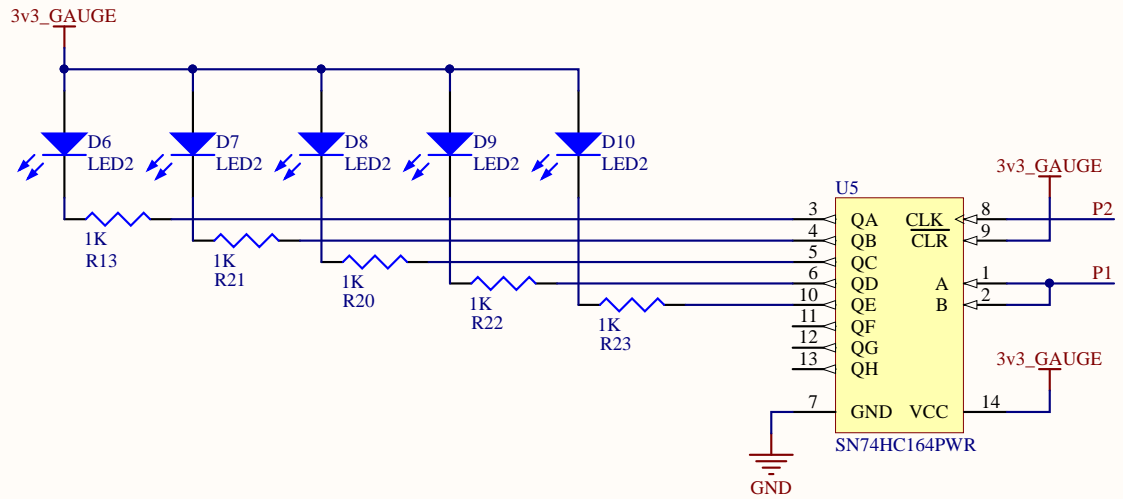 3v3_GAUGE
D6
LED2
D7
LED2
D8
LED2
D9
LED2
D10
LED2
1K
R13
1K
R21
1K
R20
1K
R22
1K
R23
U5
3v3_GAUGE
3 QA CLK 8 P2
4 QB CLR 9
5 QC
6 QD A 1 P1
10 QE B 2
11 QF
12 QG
13 QH
3v3_GAUGE
7 GND VCC 14
SN74HC164PWR
GND